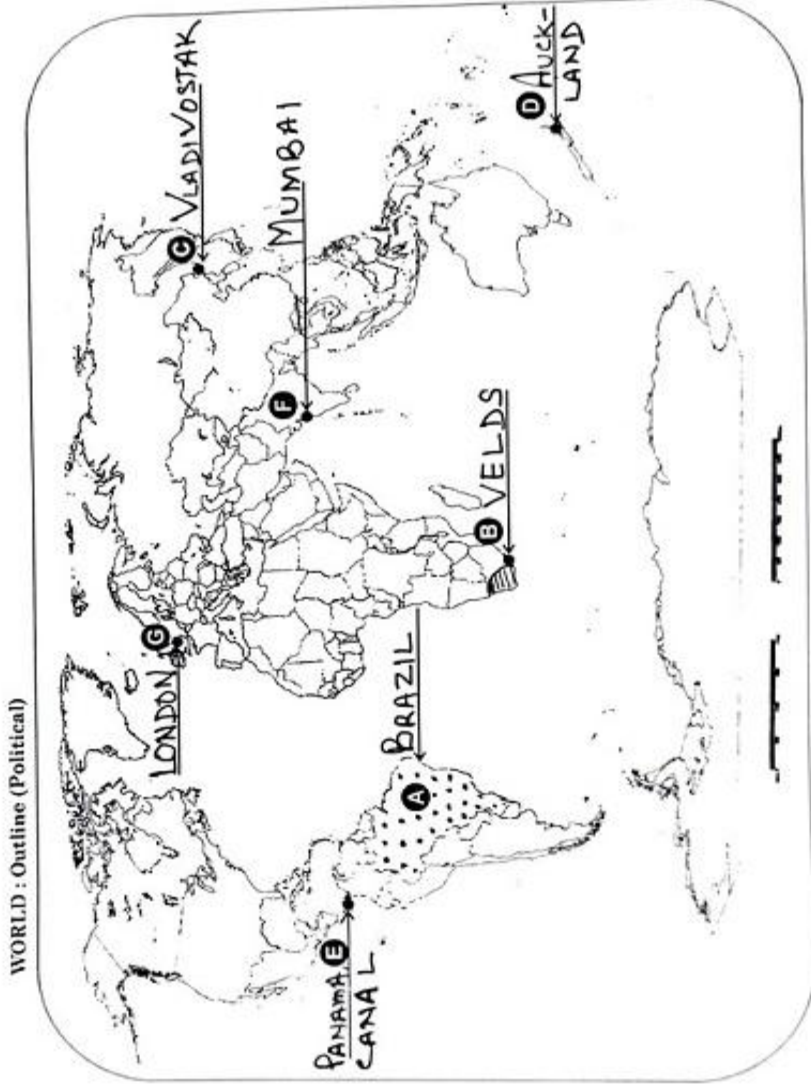 WORLD : Outline (Political)
G
LONDON
C VLADIVOSTAK
F
MUMBAI
PANAMA E
CANAL
A
BRAZIL
B VELDS
D AUCK-
LAND